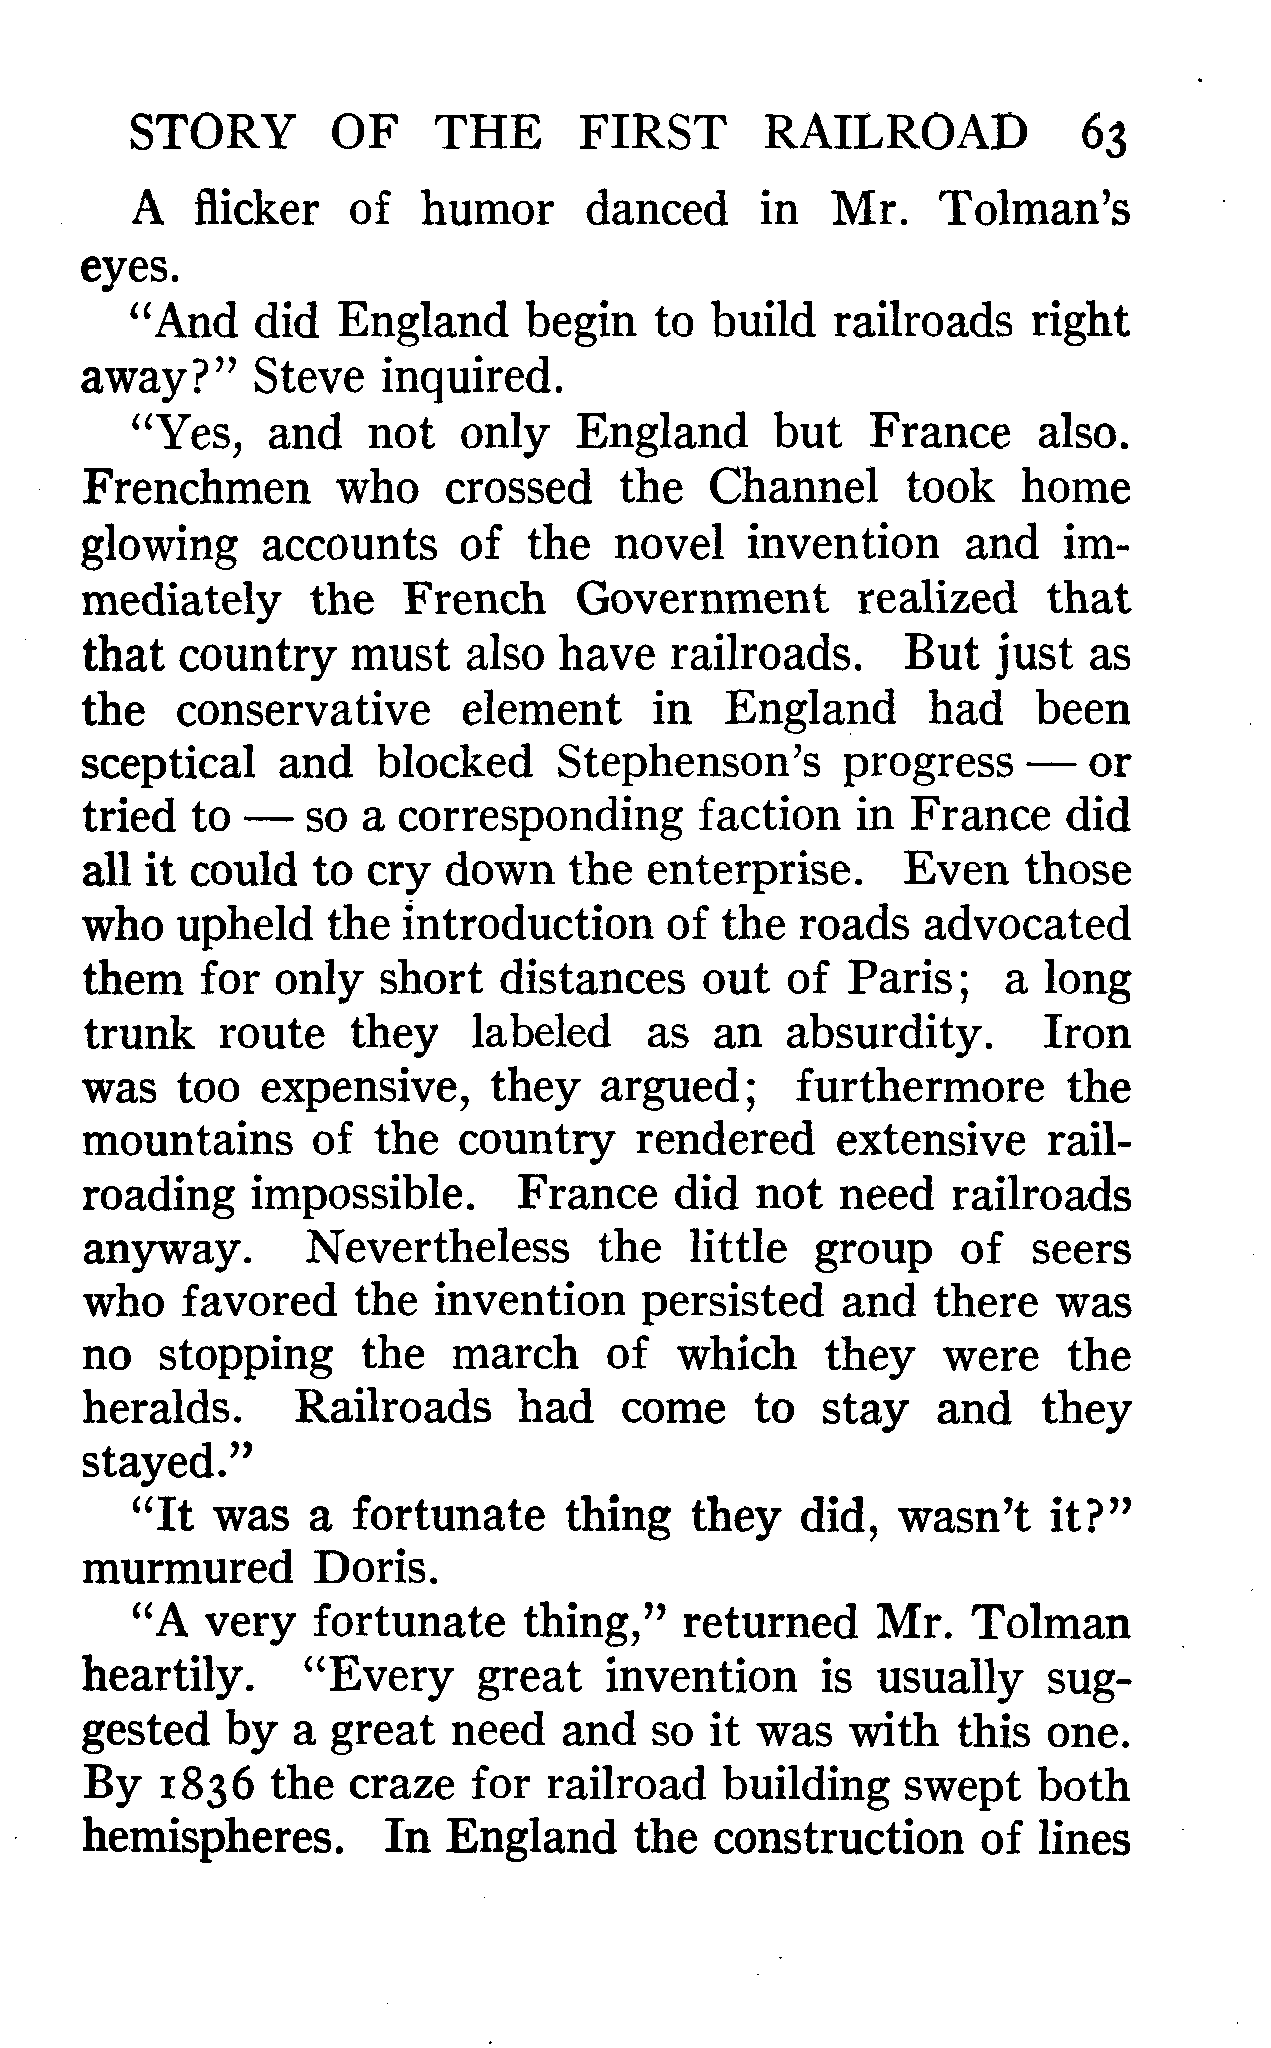 STORY OF THE FIRST RAILROAD 63
A flicker of humor danced in Mr. Tolman's
eyes.
"And did England begin to build railroads right
away?" Steve inquired.
"Yes, and not only England but France also.
Frenchmen who crossed the Channel took home
glowing accounts of the novel invention and im-
mediately the French Government realized that
that country must also have railroads. But just as
the conservative element in England had been
sceptical and blocked Stephenson's progress — or
tried to — so a corresponding faction in France did
all it could to cry down the enterprise. Even those
who upheld the introduction of the roads advocated
them for only short distances out of Paris; a long
trunk route they labeled as an absurdity. Iron
was too expensive, they argued; furthermore the
mountains of the country rendered extensive rail-
roading impossible. France did not need railroads
anyway. Nevertheless the little group of seers
who favored the invention persisted and there was
no stopping the march of which they were the
heralds. Railroads had come to stay and they
stayed."
"It was a fortunate thing they did, wasn't it?"
murmured Doris.
"A very fortunate thing," returned Mr. Tolman
heartily. "Every great invention is usually sug-
gested by a great need and so it was with this one.
By 1836 the craze for railroad building swept both
hemispheres. In England the construction of lines